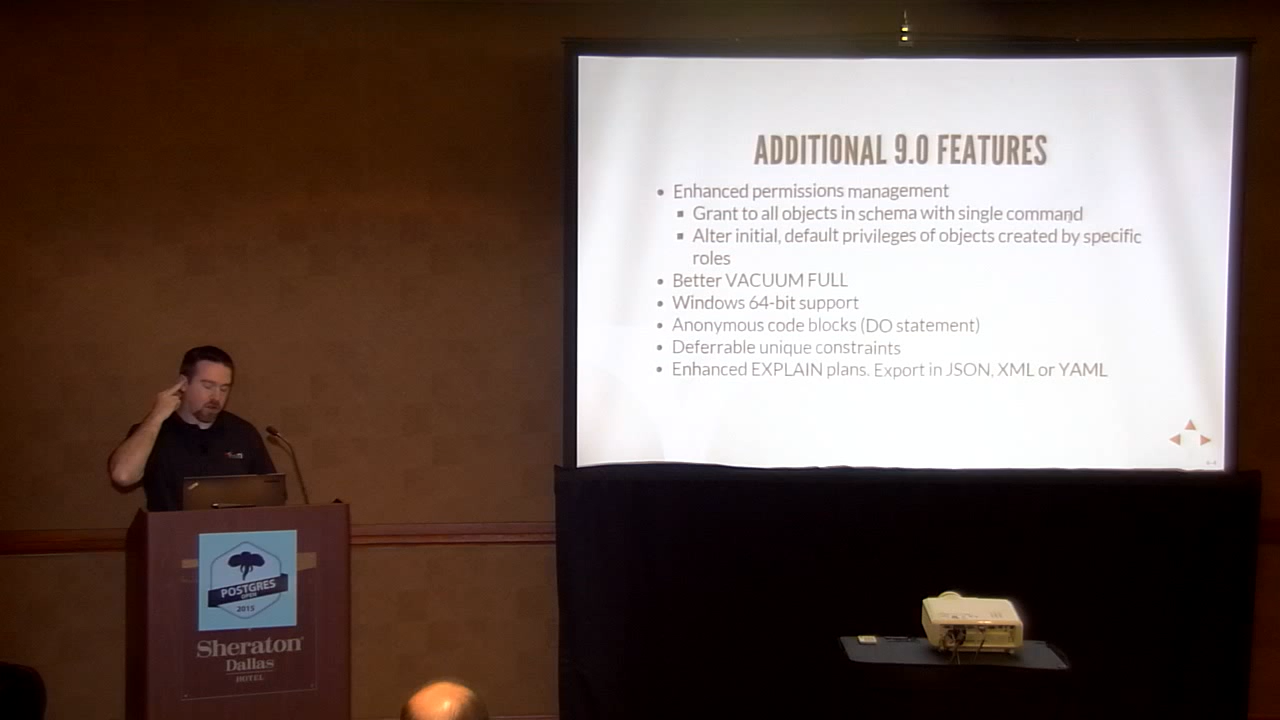 ADDITIONAL 9.0 FEATURES
• Enhanced permissions management
▪ Grant to all objects in schema with single command
▪ Alter initial, default privileges of objects created by specific
roles
• Better VACUUM FULL
• Windows 64-bit support
• Anonymous code blocks (DO statement)
• Deferrable unique constraints
• Enhanced EXPLAIN plans. Export in JSON, XML or YAML
POSTGRES
OPEN
2015
Sheraton
Dallas
HOTEL